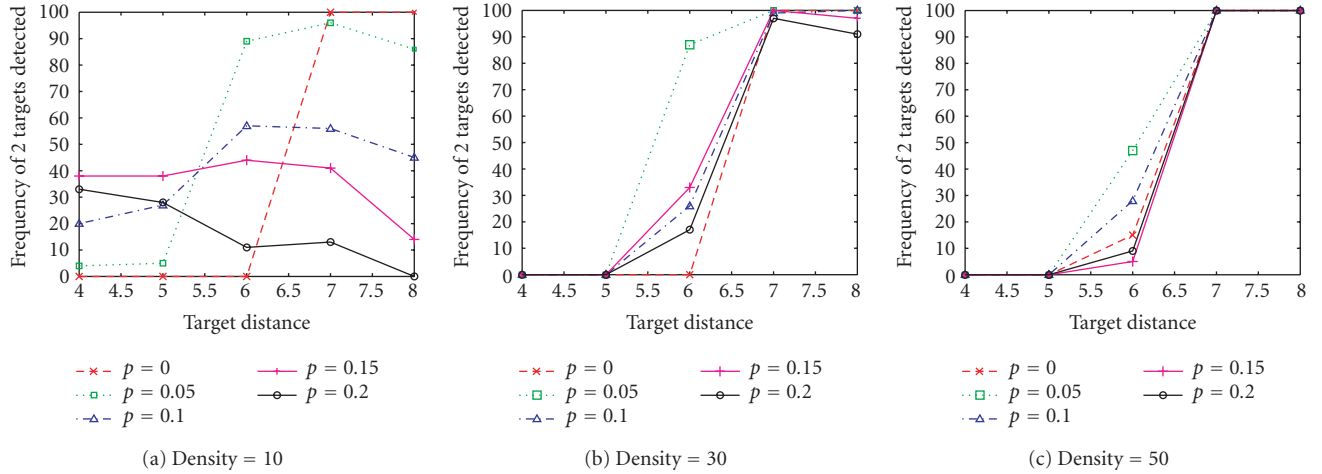 Frequency of 2 targets detected
100
90
80
70
60
50
40
30
20
10
0
4
4.5
5
5.5
6
6.5
7
7.5
8
Target distance
p = 0
p = 0.05
p = 0.1
p = 0.15
p = 0.2
(a) Density = 10
Frequency of 2 targets detected
100
90
80
70
60
50
40
30
20
10
0
4
4.5
5
5.5
6
6.5
7
7.5
8
Target distance
p = 0
p = 0.05
p = 0.1
p = 0.15
p = 0.2
(b) Density = 30
Frequency of 2 targets detected
100
90
80
70
60
50
40
30
20
10
0
4
4.5
5
5.5
6
6.5
7
7.5
8
Target distance
p = 0
p = 0.05
p = 0.1
p = 0.15
p = 0.2
(c) Density = 50